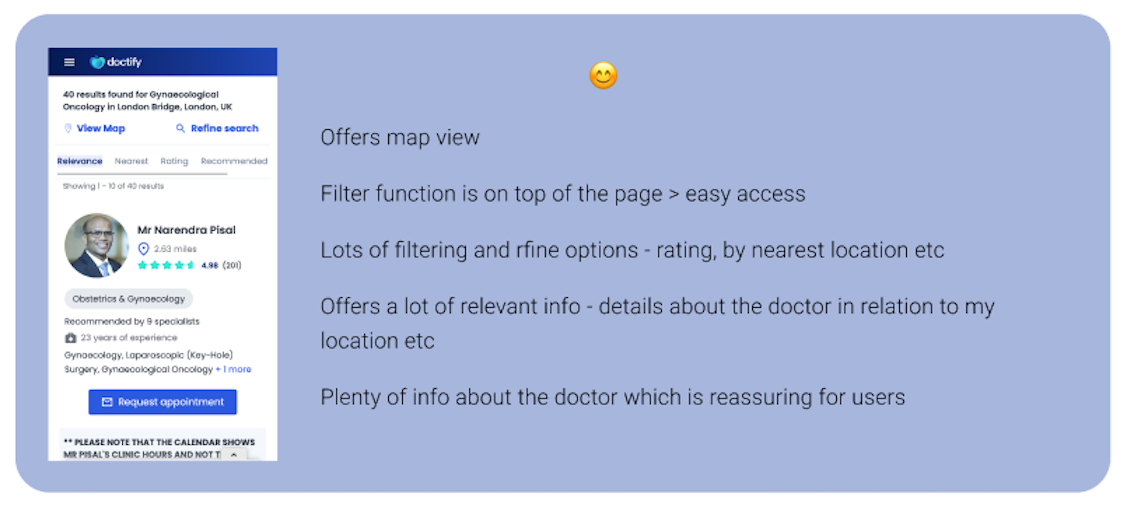 doctify
40 results found for Gynaecological
Oncology in London Bridge, London, UK
View Map
Refine search
Relevance Nearest Rating Recommended
Showing 1 - 10 of 40 results
Mr Narendra Pisal
2.63 miles
4.98 (201)
Obstetrics & Gynaecology
Recommended by 9 specialists
23 years of experience
Gynaecology, Laparoscopic (Key-Hole)
Surgery, Gynaecological Oncology + 1 more
Request appointment
** PLEASE NOTE THAT THE CALENDAR SHOWS
MR PISAL'S CLINIC HOURS AND NOT
Offers map view
Filter function is on top of the page > easy access
Lots of filtering and rfine options - rating, by nearest location etc
Offers a lot of relevant info - details about the doctor in relation to my
location etc
Plenty of info about the doctor which is reassuring for users